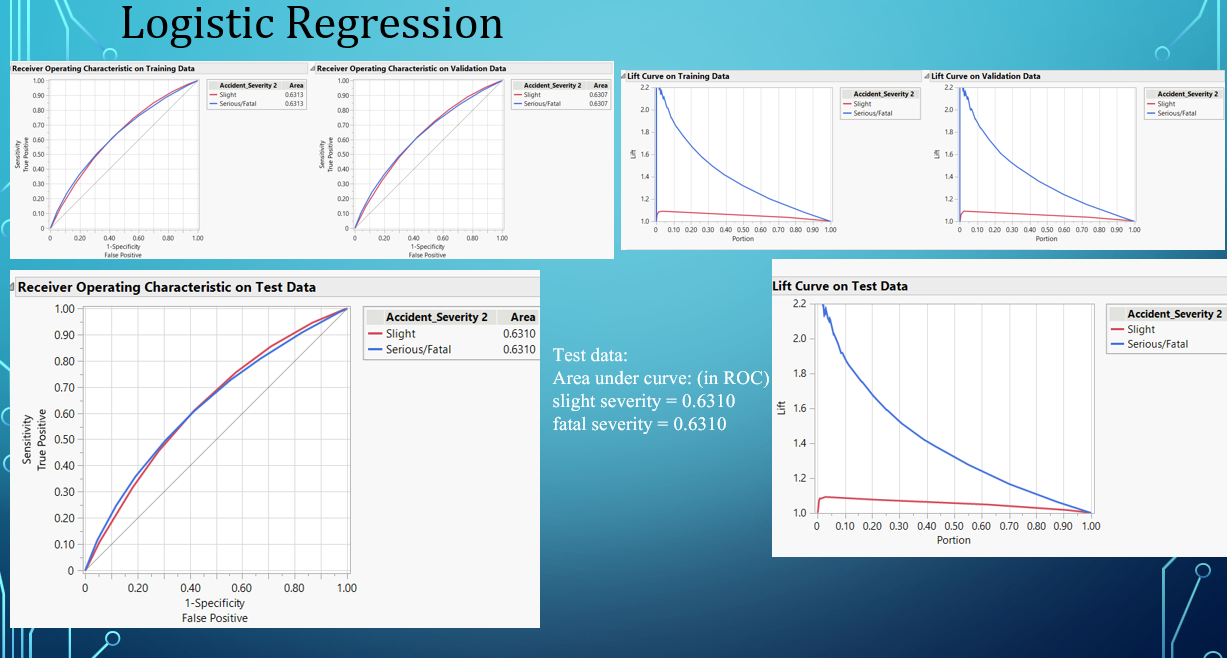 Logistic Regression
Receiver Operating Characteristic on Training Data
1.00
0.90
0.80
0.70
0.60
0.50
0.40
0.30
0.20
0.10
0
Sensitivity
True Positive
0 0.20 0.40 0.60 0.80 1.00
1-Specificity
False Positive
Accident_Severity 2 Area
Slight 0.6313
Serious/Fatal 0.6313
Receiver Operating Characteristic on Validation Data
1.00
0.90
0.80
0.70
0.60
0.50
0.40
0.30
0.20
0.10
0
Sensitivity
True Positive
0 0.20 0.40 0.60 0.80 1.00
1-Specificity
False Positive
Accident_Severity 2 Area
Slight 0.6307
Serious/Fatal 0.6307
Lift Curve on Training Data
2.2
2.0
1.8
1.6
1.4
1.2
1.0
Lift
0 0.10 0.20 0.30 0.40 0.50 0.60 0.70 0.80 0.90 1.00
Portion
Accident_Severity 2
Slight
Serious/Fatal
Lift Curve on Validation Data
2.2
2.0
1.8
1.6
1.4
1.2
1.0
Lift
0 0.10 0.20 0.30 0.40 0.50 0.60 0.70 0.80 0.90 1.00
Portion
Accident_Severity 2
Slight
Serious/Fatal
Receiver Operating Characteristic on Test Data
1.00
0.90
0.80
0.70
0.60
0.50
0.40
0.30
0.20
0.10
0
Sensitivity
True Positive
0 0.20 0.40 0.60 0.80 1.00
1-Specificity
False Positive
Accident_Severity 2 Area
Slight 0.6310
Serious/Fatal 0.6310
Test data:
Area under curve: (in ROC)
slight severity = 0.6310
fatal severity = 0.6310
Lift Curve on Test Data
2.2
2.0
1.8
1.6
1.4
1.2
1.0
Lift
0 0.10 0.20 0.30 0.40 0.50 0.60 0.70 0.80 0.90 1.00
Portion
Accident_Severity 2
Slight
Serious/Fatal